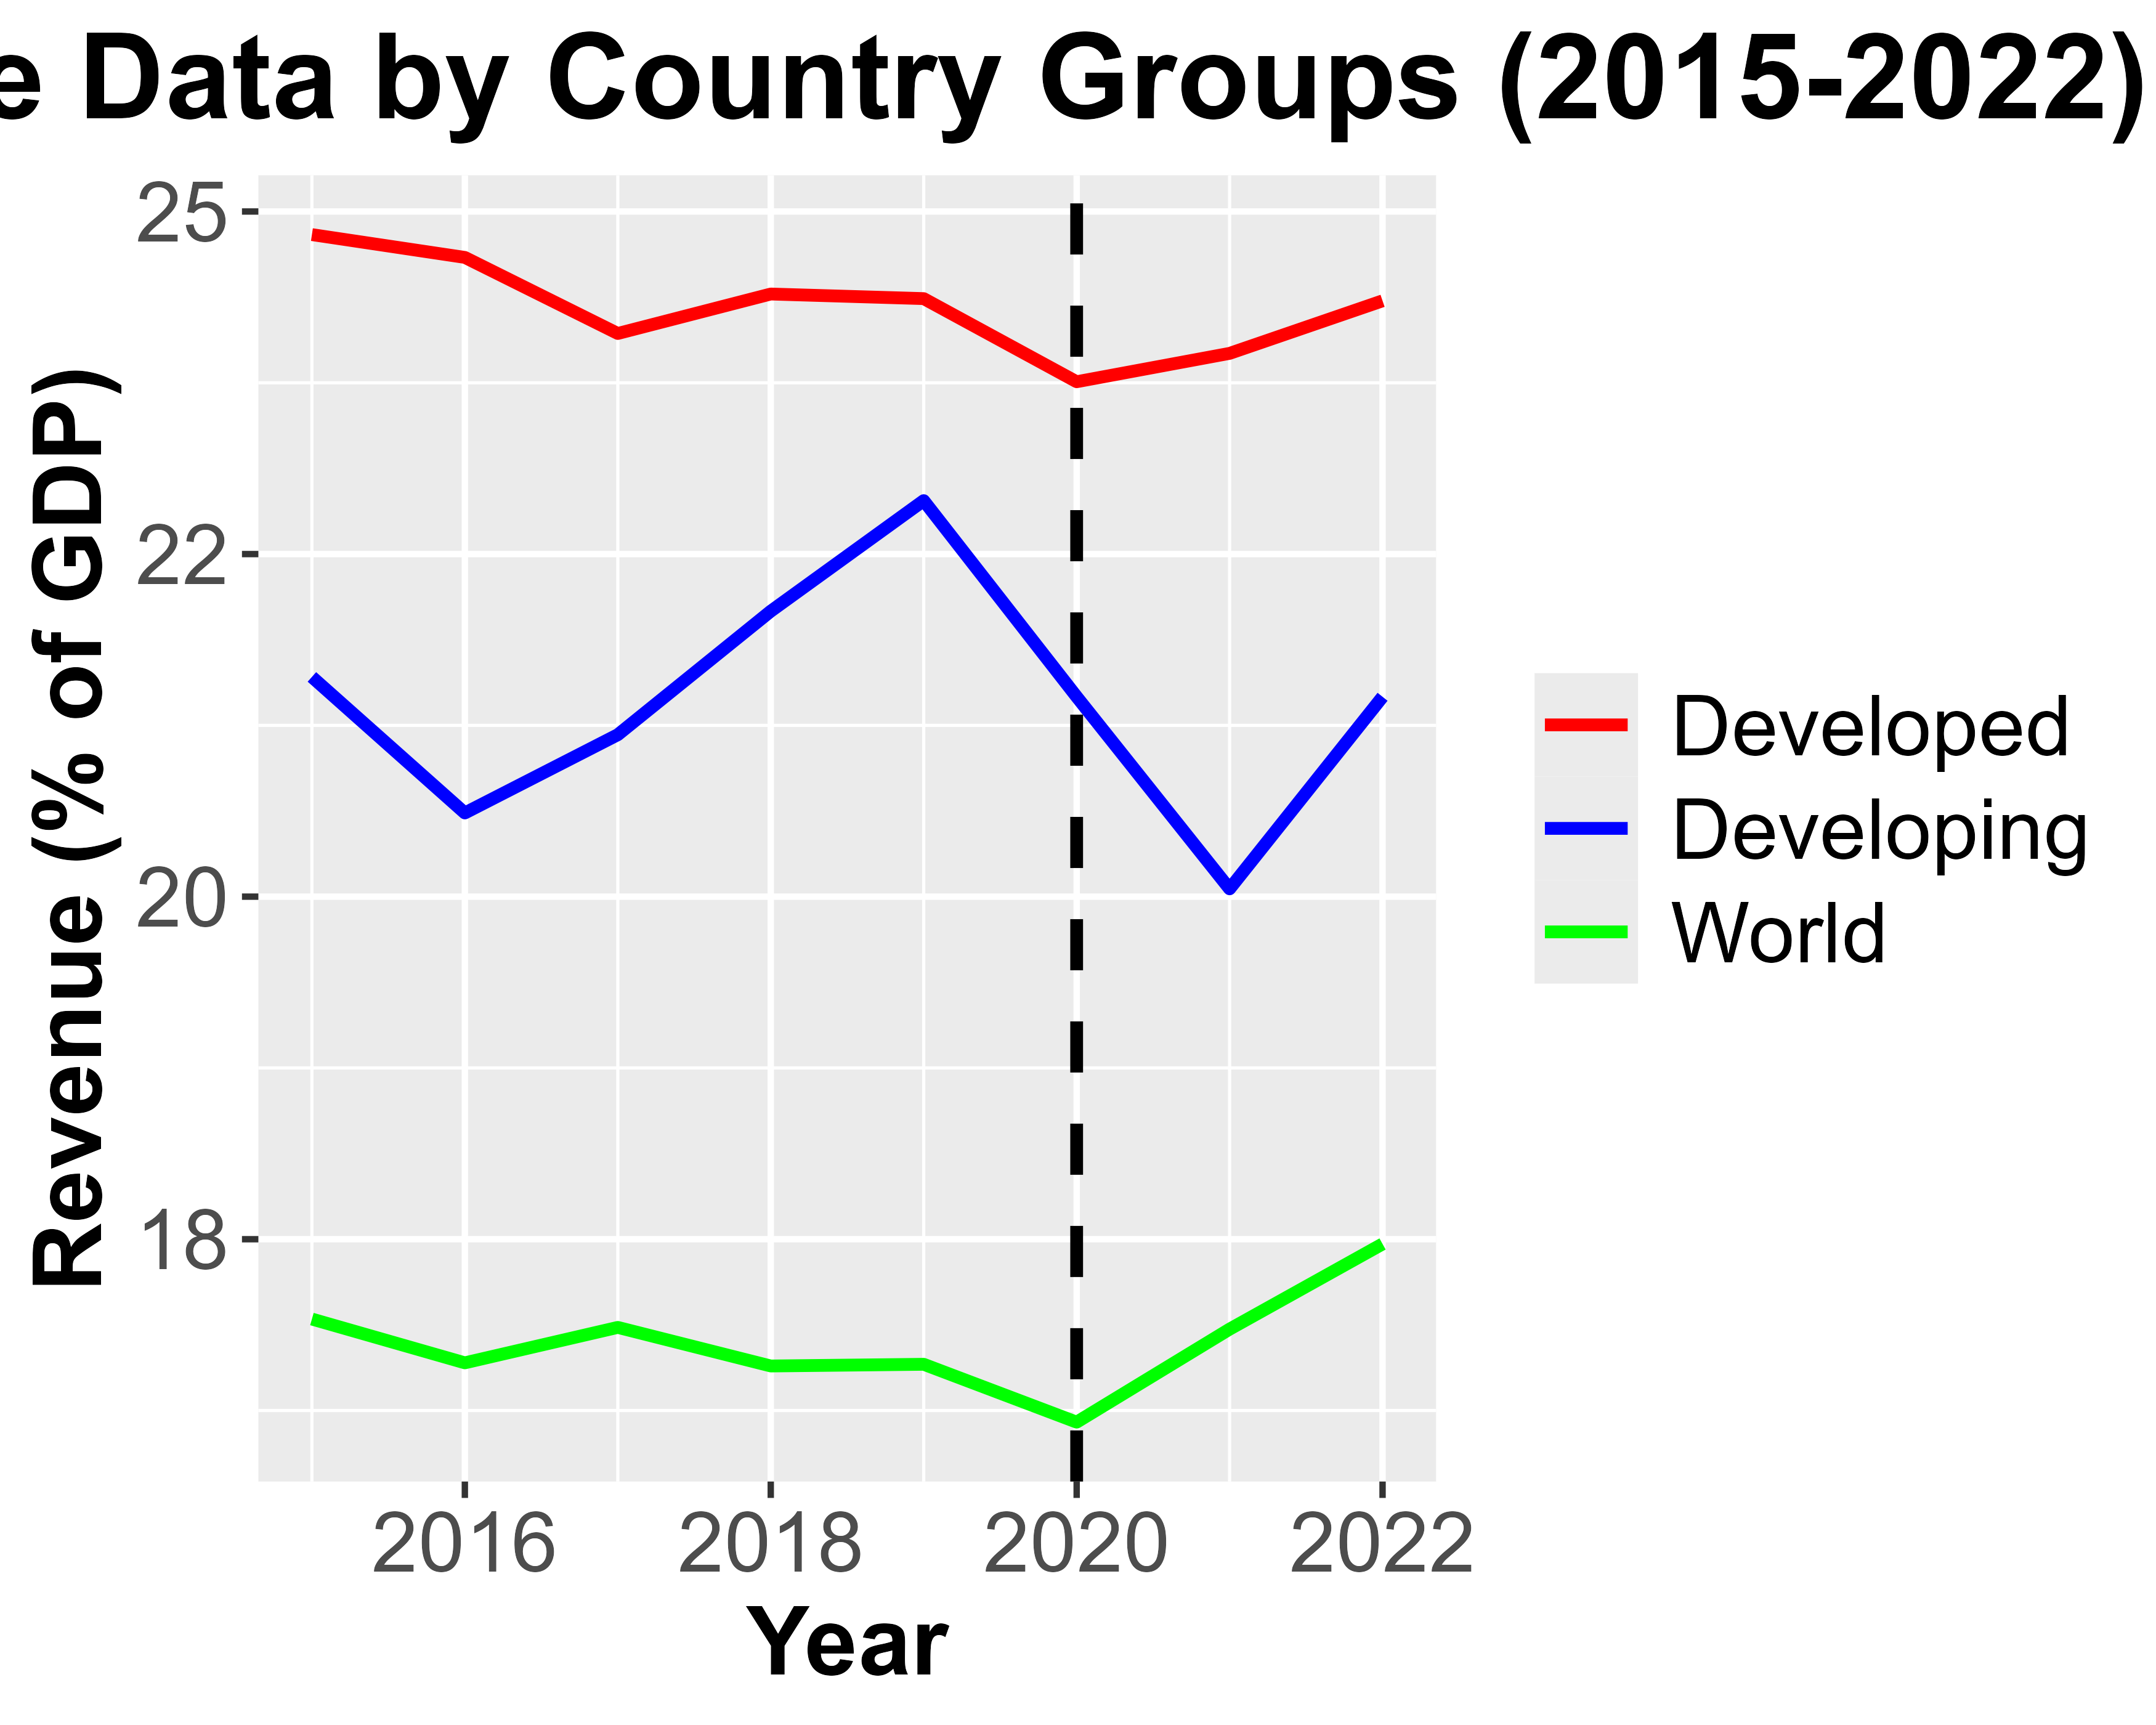 Data by Country Groups (2015-2022)
25
22
20
18
Revenue (% of GDP)
2016 2018 2020 2022
Year
Developed
Developing
World